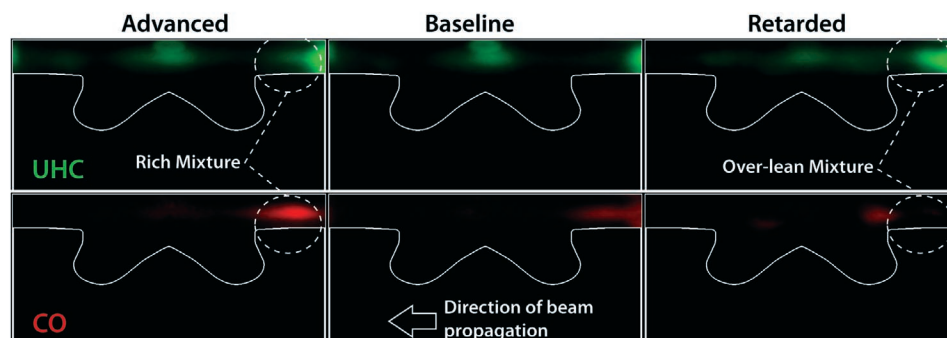 Advanced
Baseline
Retarded
Rich Mixture
Over-lean Mixture
UHC
Direction of beam
propagation
CO